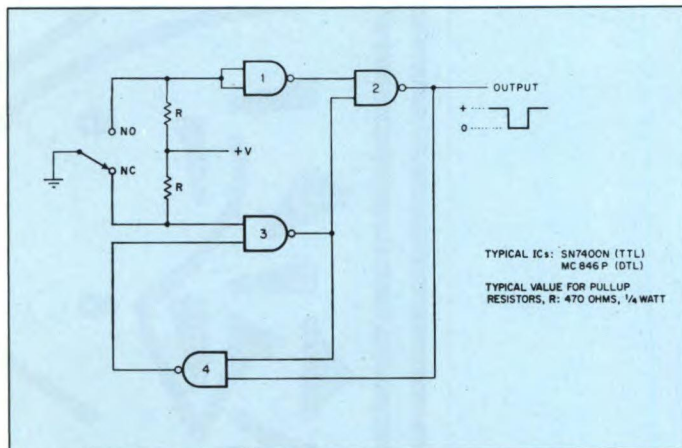 1
2
OUTPUT
+
0
R
NO
+V
NC
R
3
TYPICAL ICs: SN7400N (TTL)
MC 846 P (DTL)
TYPICAL VALUE FOR PULLUP
RESISTORS, R: 470 OHMS, 1/4 WATT
4